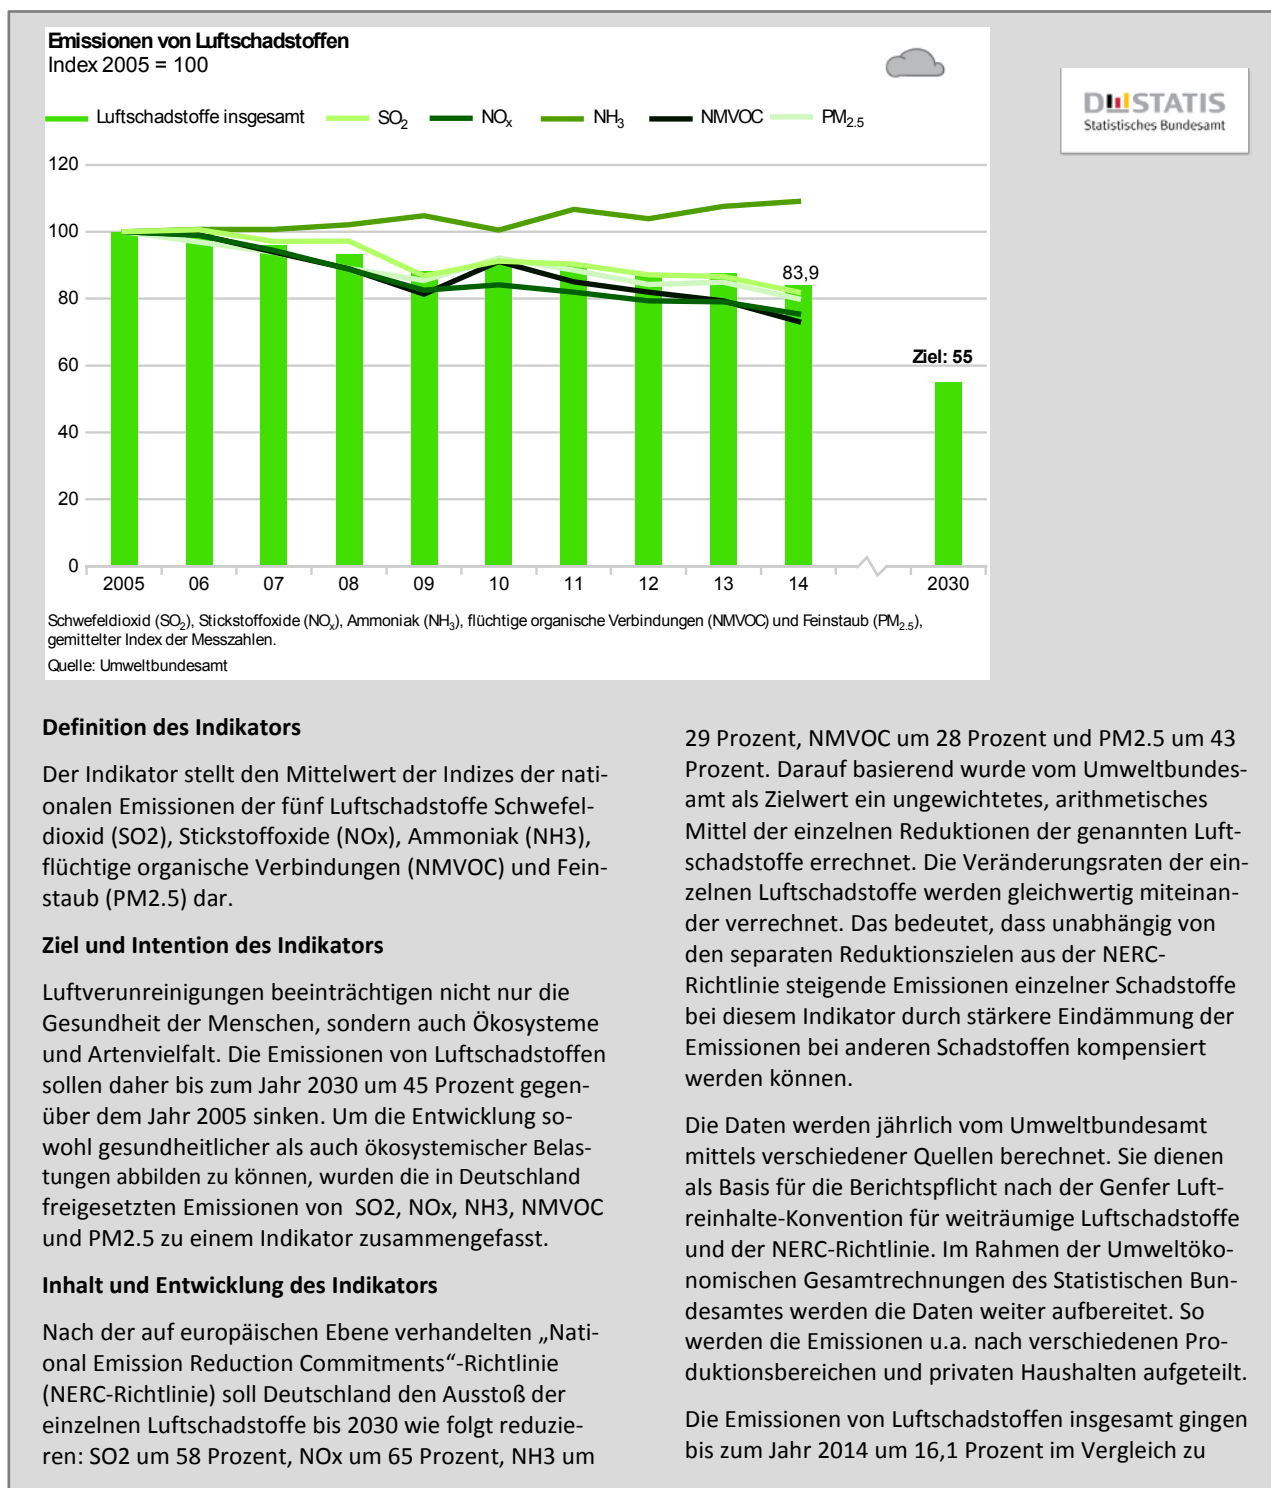 Emissionen von Luftschadstoffen
Index 2005 = 100
Luftschadstoffe insgesamt SO2 NOx NH3 NMVOC PM2.5
DESTATIS
Statistisches Bundesamt
120
100
80
60
40
20
0
83,9
Ziel: 55
2005 06 07 08 09 10 11 12 13 14 2030
Schwefeldioxid (SO2), Stickstoffoxide (NOx), Ammoniak (NH3), flüchtige organische Verbindungen (NMVOC) und Feinstaub (PM2.5),
gemittelter Index der Messzahlen.
Quelle: Umweltbundesamt
Definition des Indikators
Der Indikator stellt den Mittelwert der Indizes der nati-
onalen Emissionen der fünf Luftschadstoffe Schwefel-
dioxid (SO2), Stickstoffoxide (NOx), Ammoniak (NH3),
flüchtige organische Verbindungen (NMVOC) und Fein-
staub (PM2.5) dar.
Ziel und Intention des Indikators
Luftverunreinigungen beeinträchtigen nicht nur die
Gesundheit der Menschen, sondern auch Ökosysteme
und Artenvielfalt. Die Emissionen von Luftschadstoffen
sollen daher bis zum Jahr 2030 um 45 Prozent gegen-
über dem Jahr 2005 sinken. Um die Entwicklung so-
wohl gesundheitlicher als auch ökosystemischer Belas-
tungen abbilden zu können, wurden die in Deutschland
freigesetzten Emissionen von SO2, NOx, NH3, NMVOC
und PM2.5 zu einem Indikator zusammengefasst.
Inhalt und Entwicklung des Indikators
Nach der auf europäischen Ebene verhandelten „Nati-
onal Emission Reduction Commitments“-Richtlinie
(NERC-Richtlinie) soll Deutschland den Ausstoß der
einzelnen Luftschadstoffe bis 2030 wie folgt reduzie-
ren: SO2 um 58 Prozent, NOx um 65 Prozent, NH3 um
29 Prozent, NMVOC um 28 Prozent und PM2.5 um 43
Prozent. Darauf basierend wurde vom Umweltbundes-
amt als Zielwert ein ungewichtetes, arithmetisches
Mittel der einzelnen Reduktionen der genannten Luft-
schadstoffe errechnet. Die Veränderungsraten der ein-
zelnen Luftschadstoffe werden gleichwertig miteinan-
der verrechnet. Das bedeutet, dass unabhängig von
den separaten Reduktionszielen aus der NERC-
Richtlinie steigende Emissionen einzelner Schadstoffe
bei diesem Indikator durch stärkere Eindämmung der
Emissionen bei anderen Schadstoffen kompensiert
werden können.
Die Daten werden jährlich vom Umweltbundesamt
mittels verschiedener Quellen berechnet. Sie dienen
als Basis für die Berichtspflicht nach der Genfer Luft-
reinhalte-Konvention für weiträumige Luftschadstoffe
und der NERC-Richtlinie. Im Rahmen der Umweltöko-
nomischen Gesamtrechnungen des Statistischen Bun-
desamtes werden die Daten weiter aufbereitet. So
werden die Emissionen u.a. nach verschiedenen Pro-
duktionsbereichen und privaten Haushalten aufgeteilt.
Die Emissionen von Luftschadstoffen insgesamt gingen
bis zum Jahr 2014 um 16,1 Prozent im Vergleich zu